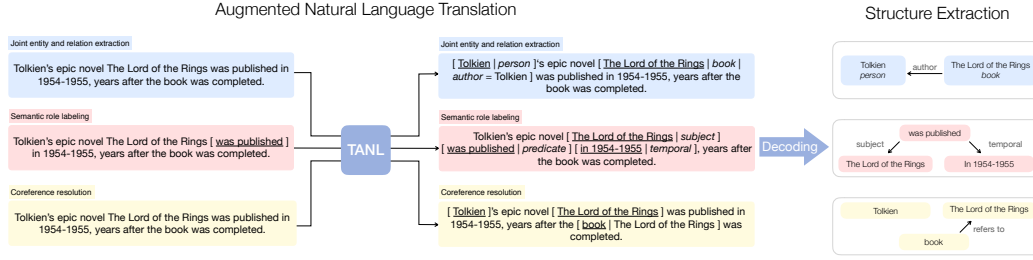 Augmented Natural Language Translation
Structure Extraction
Joint entity and relation extraction
Tolkien's epic novel The Lord of the Rings was published in
1954-1955, years after the book was completed.
Semantic role labeling
Tolkien's epic novel The Lord of the Rings [ was published ]
in 1954-1955, years after the book was completed.
Coreference resolution
Tolkien's epic novel The Lord of the Rings was published in
1954-1955, years after the book was completed.
TANL
Joint entity and relation extraction
[ Tolkien | person ]'s epic novel [ The Lord of the Rings | book |
author = Tolkien ] was published in 1954-1955, years after the
book was completed.
Semantic role labeling
Tolkien's epic novel [ The Lord of the Rings | subject ]
[ was published | predicate ] [ in 1954-1955 | temporal ], years after
the book was completed.
Coreference resolution
[ Tolkien ]'s epic novel [ The Lord of the Rings ] was published in
1954-1955, years after the [ book | The Lord of the Rings ] was
completed.
Decoding
Tolkien
person
author
The Lord of the Rings
book
was published
subject
temporal
The Lord of the Rings
In 1954-1955
Tolkien
The Lord of the Rings
refers to
book